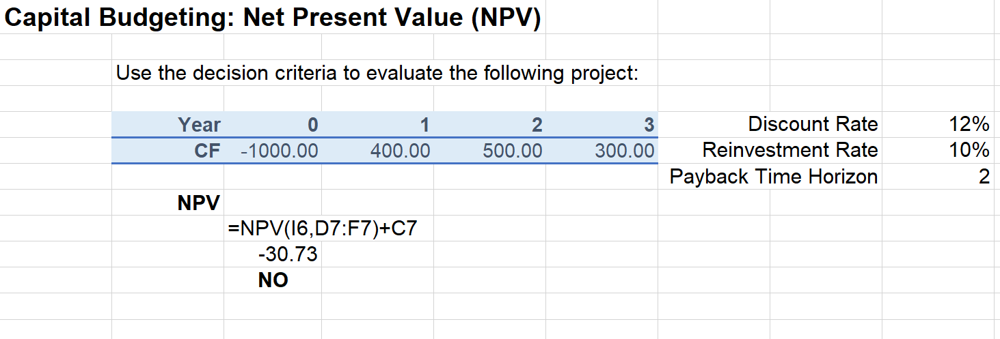 Capital Budgeting: Net Present Value (NPV)
Use the decision criteria to evaluate the following project:
Year 0 1 2 3 Discount Rate 12%
CF -1000.00 400.00 500.00 300.00 Reinvestment Rate 10%
Payback Time Horizon 2
NPV
=NPV(I6,D7:F7)+C7
-30.73
NO